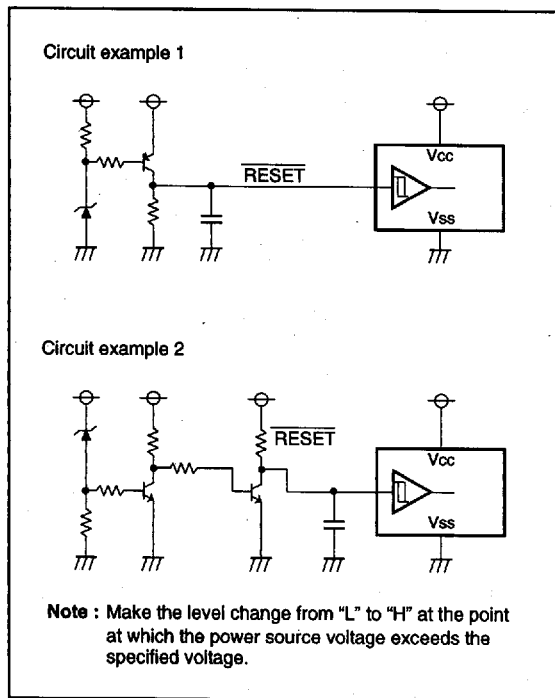 Circuit example 1
RESET
Vcc
Vss
Circuit example 2
RESET
Vcc
Vss
Note : Make the level change from “L” to “H” at the point
at which the power source voltage exceeds the
specified voltage.